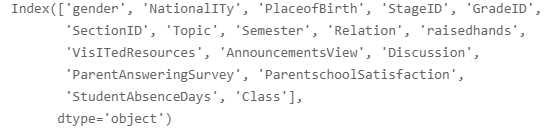 Index(['gender', 'NationalITy', 'PlaceofBirth', 'StageID', 'GradeID',
'SectionID', 'Topic', 'Semester', 'Relation', 'raisedhands',
'VisITedResources', 'AnnouncementsView', 'Discussion',
'ParentAnsweringSurvey', 'ParentschoolSatisfaction',
'StudentAbsenceDays', 'Class'],
dtype='object')